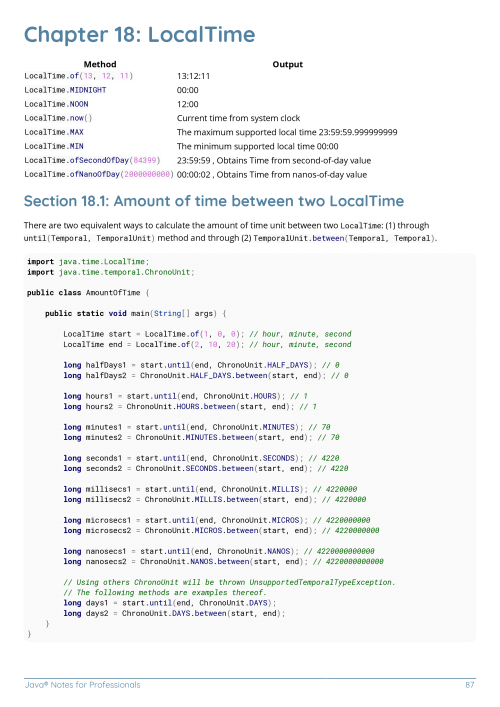 Chapter 18: LocalTime
Method Output
LocalTime.of(13, 12, 11) 13:12:11
LocalTime.MIDNIGHT 00:00
LocalTime.NOON 12:00
LocalTime.now() Current time from system clock
LocalTime.MAX The maximum supported local time 23:59:59.999999999
LocalTime.MIN The minimum supported local time 00:00
LocalTime.ofSecondOfDay(84399) 23:59:59 , Obtains Time from second-of-day value
LocalTime.ofNanoOfDay(2000000000) 00:00:02 , Obtains Time from nanos-of-day value
Section 18.1: Amount of time between two LocalTime
There are two equivalent ways to calculate the amount of time unit between two LocalTime: (1) through
until(Temporal, TemporalUnit) method and through (2) TemporalUnit.between(Temporal, Temporal).
import java.time.LocalTime;
import java.time.temporal.ChronoUnit;
public class AmountOfTime {
public static void main(String[] args) {
LocalTime start = LocalTime.of(1, 0, 0); // hour, minute, second
LocalTime end = LocalTime.of(2, 10, 20); // hour, minute, second
long halfDays1 = start.until(end, ChronoUnit.HALF_DAYS); // 0
long halfDays2 = ChronoUnit.HALF_DAYS.between(start, end); // 0
long hours1 = start.until(end, ChronoUnit.HOURS); // 1
long hours2 = ChronoUnit.HOURS.between(start, end); // 1
long minutes1 = start.until(end, ChronoUnit.MINUTES); // 70
long minutes2 = ChronoUnit.MINUTES.between(start, end); // 70
long seconds1 = start.until(end, ChronoUnit.SECONDS); // 4220
long seconds2 = ChronoUnit.SECONDS.between(start, end); // 4220
long millisecs1 = start.until(end, ChronoUnit.MILLIS); // 4220000
long millisecs2 = ChronoUnit.MILLIS.between(start, end); // 4220000
long microsecs1 = start.until(end, ChronoUnit.MICROS); // 4220000000
long microsecs2 = ChronoUnit.MICROS.between(start, end); // 4220000000
long nanosecs1 = start.until(end, ChronoUnit.NANOS); // 4220000000000
long nanosecs2 = ChronoUnit.NANOS.between(start, end); // 4220000000000
// Using others ChronoUnit will be thrown UnsupportedTemporalTypeException.
// The following methods are examples thereof.
long days1 = start.until(end, ChronoUnit.DAYS);
long days2 = ChronoUnit.DAYS.between(start, end);
}
}
Java® Notes for Professionals 87